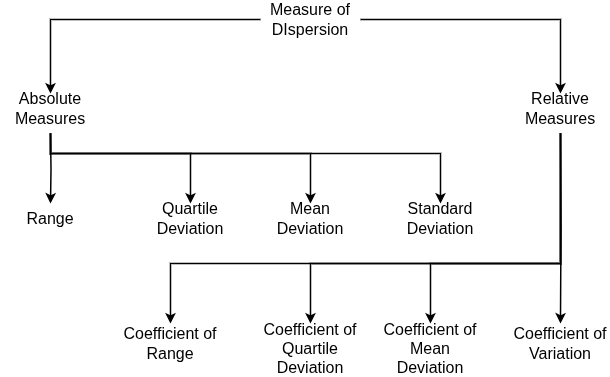 Measure of
DIspersion
Absolute
Measures
Relative
Measures
Range
Quartile
Deviation
Mean
Deviation
Standard
Deviation
Coefficient of
Range
Coefficient of
Quartile
Deviation
Coefficient of
Mean
Deviation
Coefficient of
Variation